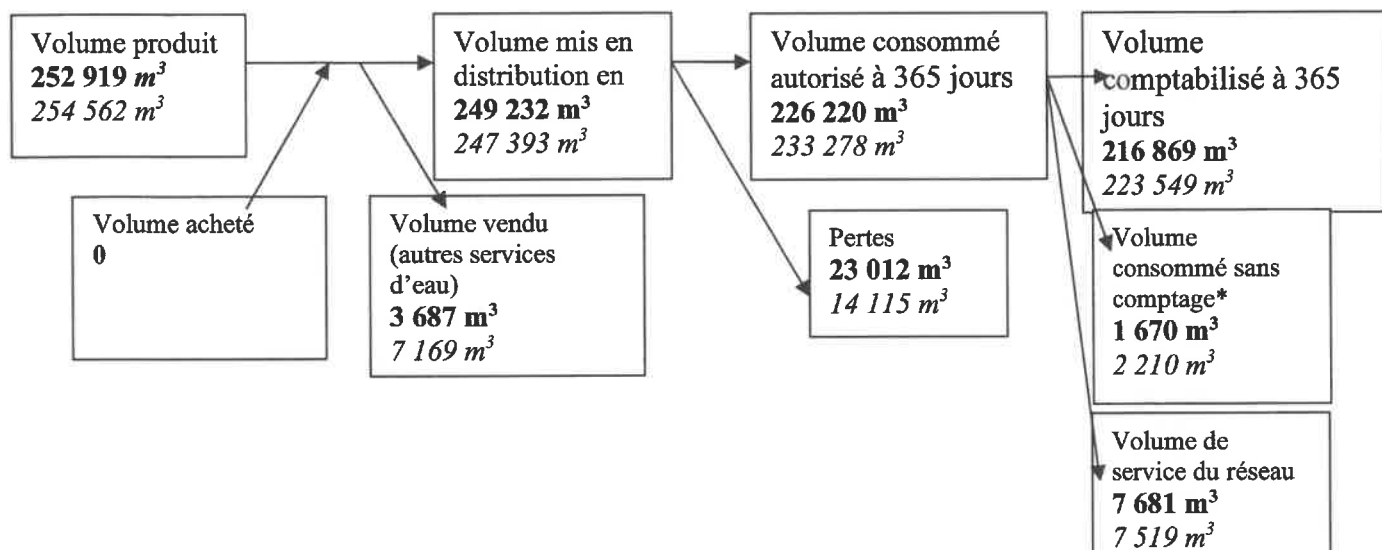 Volume produit
252 919 m³
254 562 m³
Volume mis en
distribution en
249 232 m³
247 393 m³
Volume consommé
autorisé à 365 jours
226 220 m³
233 278 m³
Volume
comptabilisé à 365
jours
216 869 m³
223 549 m³
Volume acheté
0
Volume vendu
(autres services
d’eau)
3 687 m³
7 169 m³
Pertes
23 012 m³
14 115 m³
Volume
consommé sans
comptage*
1 670 m³
2 210 m³
Volume de
service du réseau
7 681 m³
7 519 m³